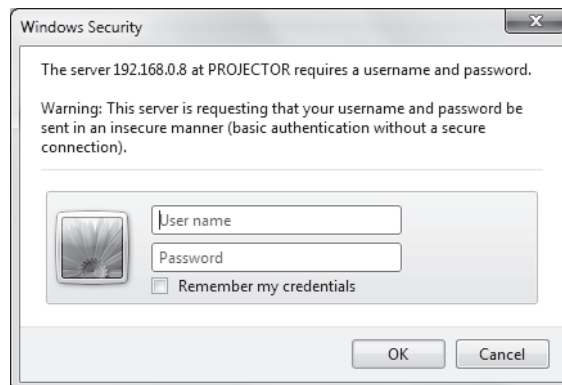 Windows Security
The server 192.168.0.8 at PROJECTOR requires a username and password.
Warning: This server is requesting that your username and password be
sent in an insecure manner (basic authentication without a secure
connection).
User name
Password
Remember my credentials
OK
Cancel